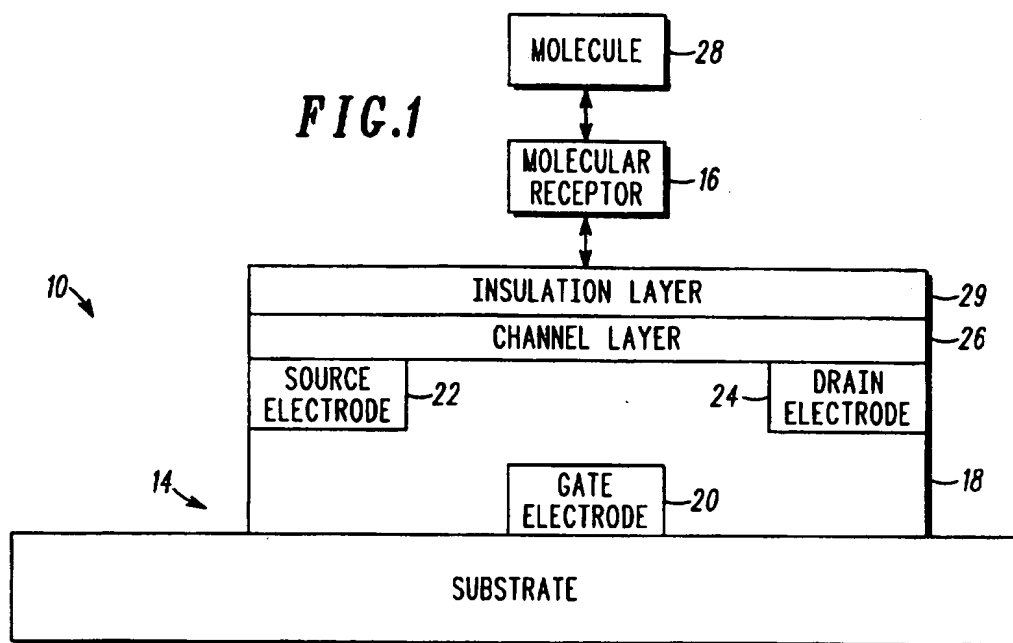 MOLECULE
28
FIG.1
MOLECULAR
RECEPTOR
16
10
INSULATION LAYER
29
CHANNEL LAYER
26
SOURCE
ELECTRODE
22
24
DRAIN
ELECTRODE
14
GATE
ELECTRODE
20
18
SUBSTRATE